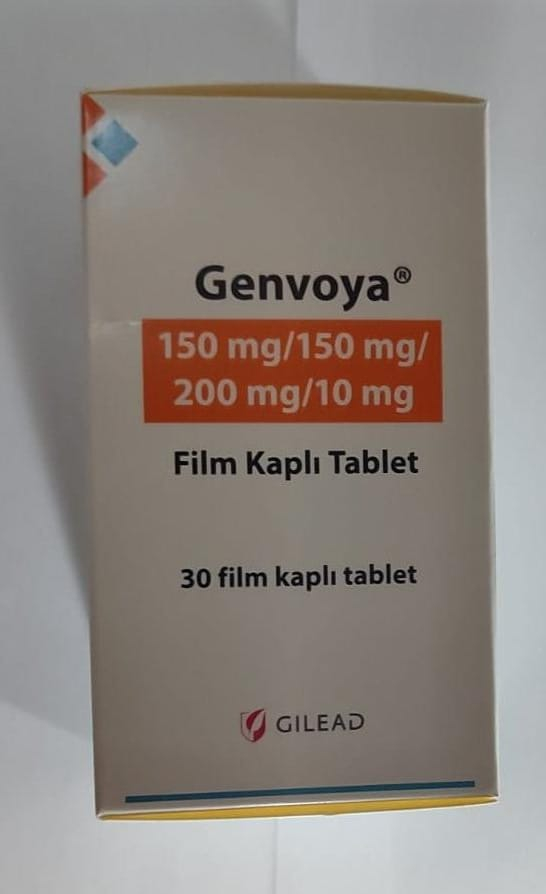 Genvoya®
150 mg/150 mg/
200 mg/10 mg
Film Kaplı Tablet
30 film kaplı tablet
GILEAD